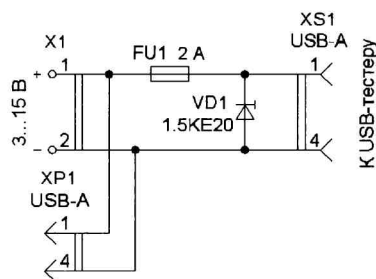 X1
FU1 2 A
XS1
USB-A
+ 1
1
3...15 В
VD1
1.5KE20
К USB-тестеру
− 2
4
XP1
USB-A
1
4